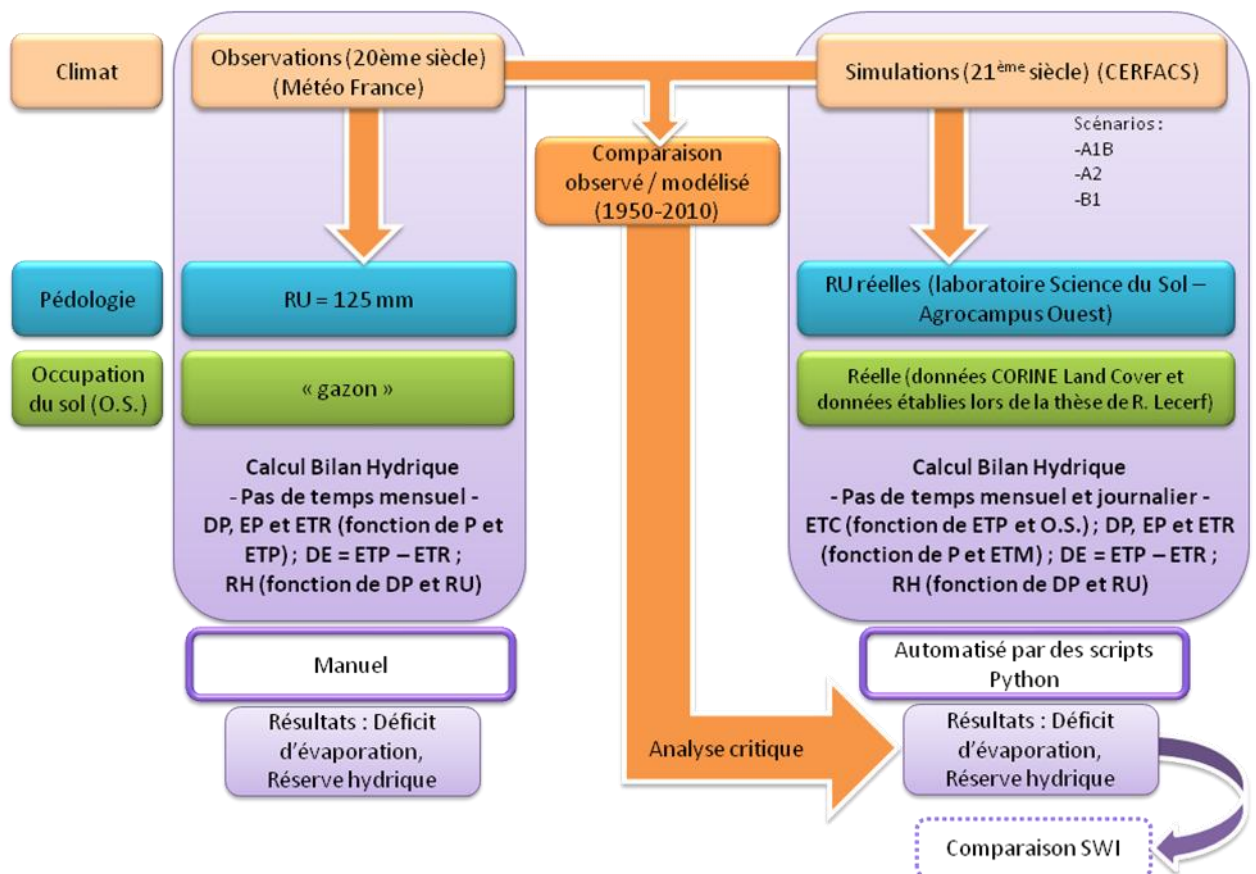 Climat
Observations (20ème siècle)
(Météo France)
Simulations (21ème siècle) (CERFACS)
Scénarios :
-A1B
-A2
-B1
Comparaison
observé / modélisé
(1950-2010)
Pédologie
RU = 125 mm
RU réelles (laboratoire Science du Sol –
Agrocampus Ouest)
Occupation
du sol (O.S.)
« gazon »
Réelle (données CORINE Land Cover et
données établies lors de la thèse de R. Lecerf)
Calcul Bilan Hydrique
- Pas de temps mensuel -
DP, EP et ETR (fonction de P et
ETP) ; DE = ETP – ETR ;
RH (fonction de DP et RU)
Calcul Bilan Hydrique
- Pas de temps mensuel et journalier -
ETC (fonction de ETP et O.S.) ; DP, EP et ETR
(fonction de P et ETM) ; DE = ETP – ETR ;
RH (fonction de DP et RU)
Manuel
Automatisé par des scripts
Python
Résultats : Déficit
d'évaporation,
Réserve hydrique
Analyse critique
Résultats : Déficit
d'évaporation,
Réserve hydrique
Comparaison SWI